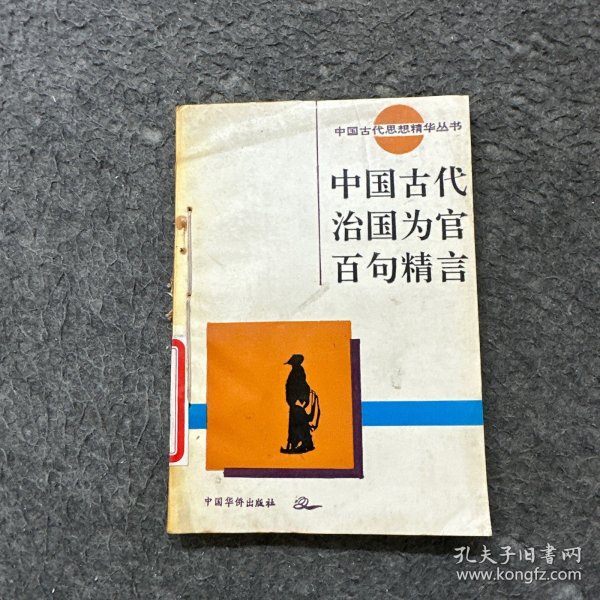 中国古代思想精华丛书
中国古代
治国为官
百句精言
中国华侨出版社
孔夫子旧书网
www.kongfz.com